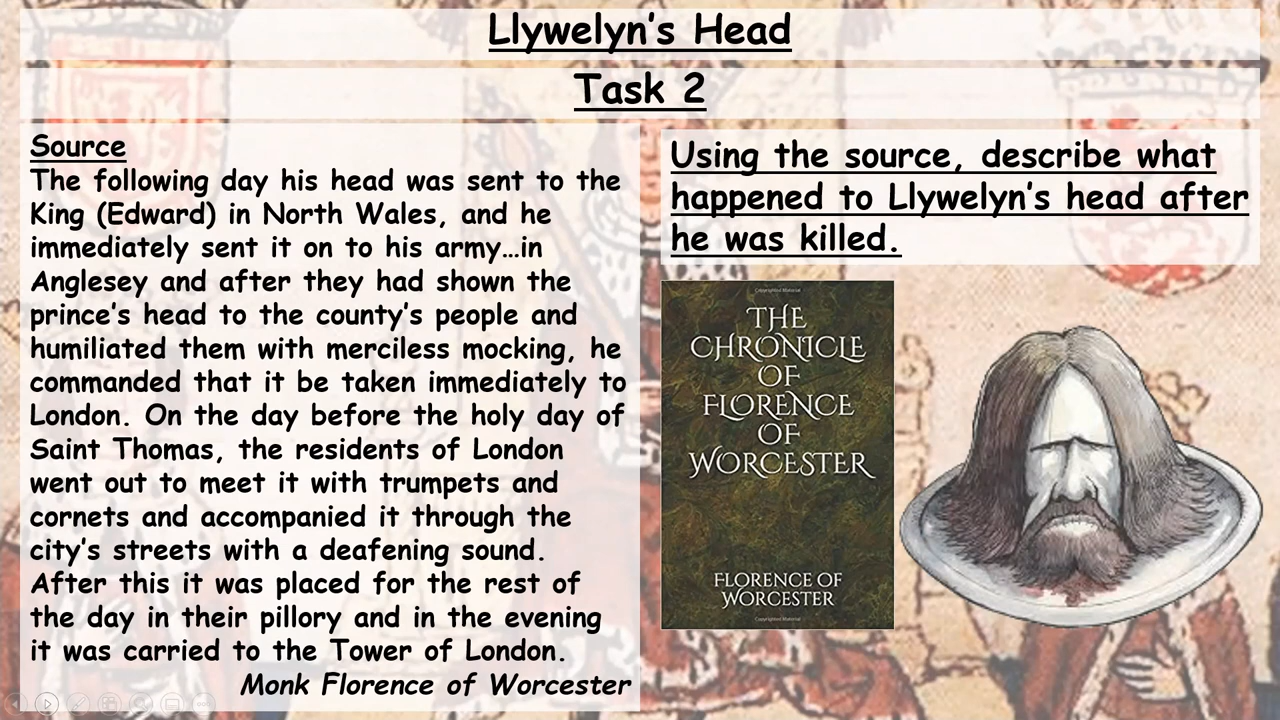 Llywelyn's Head
Task 2
Source
The following day his head was sent to the
King (Edward) in North Wales, and he
immediately sent it on to his army...in
Anglesey and after they had shown the
prince's head to the county's people and
humiliated them with merciless mocking, he
commanded that it be taken immediately to
London. On the day before the holy day of
Saint Thomas, the residents of London
went out to meet it with trumpets and
cornets and accompanied it through the
city's streets with a deafening sound.
After this it was placed for the rest of
the day in their pillory and in the evening
it was carried to the Tower of London.
Monk Florence of Worcester
Using the source, describe what
happened to Llywelyn's head after
he was killed.
Copyrighted Material
THE
CHRONICLE
OF
FLORENCE
OF
WORCESTER
FLORENCE OF
WORCESTER
Copyrighted Material